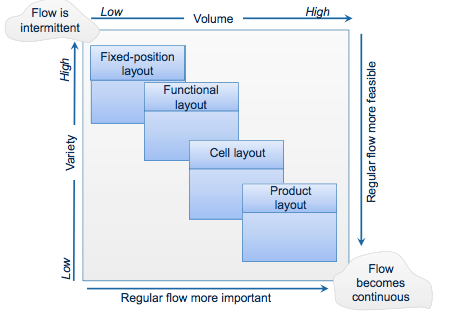 Flow is
intermittent
Low
Volume
High
High
Variety
Low
Fixed-position
layout
Functional
layout
Cell layout
Product
layout
Regular flow more feasible
Regular flow more important
Flow
becomes
continuous